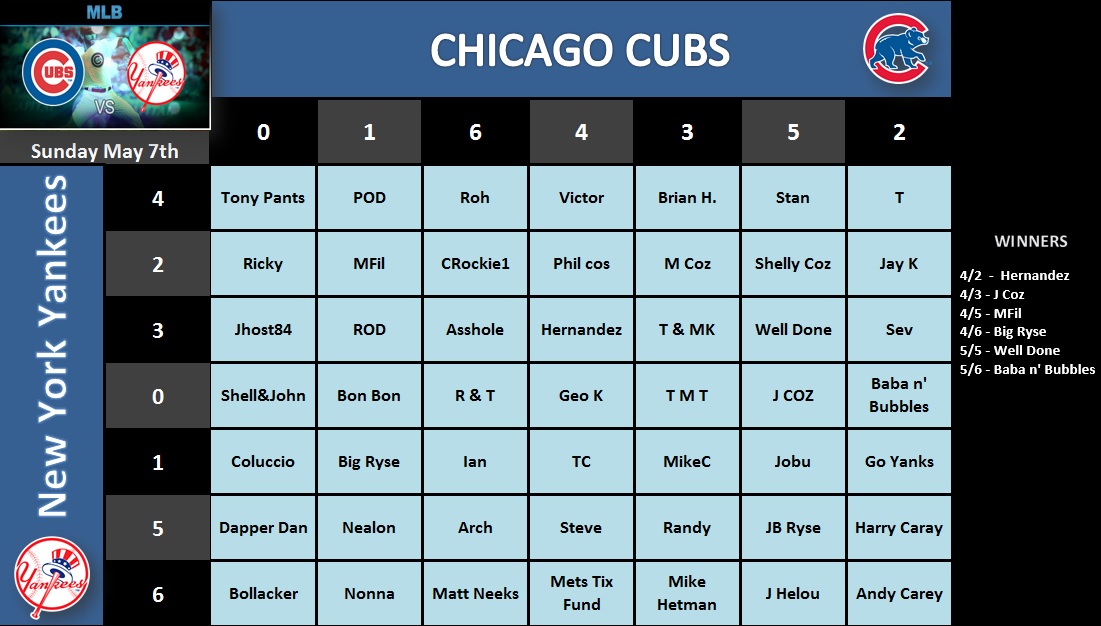 MLB
CUBS
Yankees
VS
CHICAGO CUBS
Sunday May 7th
0 1 6 4 3 5 2
New York Yankees
4 Tony Pants POD Roh Victor Brian H. Stan T
2 Ricky MFil CRockie1 Phil cos M Coz Shelly Coz Jay K
3 Jhost84 ROD Asshole Hernandez T & MK Well Done Sev
0 Shell&John Bon Bon R & T Geo K T M T J COZ Baba n'
Bubbles
1 Coluccio Big Ryse Ian TC MikeC Jobu Go Yanks
5 Dapper Dan Nealon Arch Steve Randy JB Ryse Harry Caray
6 Bollacker Nonna Matt Neeks Mets Tix
Fund
Mike
Hetman
J Helou Andy Carey
Yankees
WINNERS
4/2 - Hernandez
4/3 - J Coz
4/5 - MFil
4/6 - Big Ryse
5/5 - Well Done
5/6 - Baba n' Bubbles